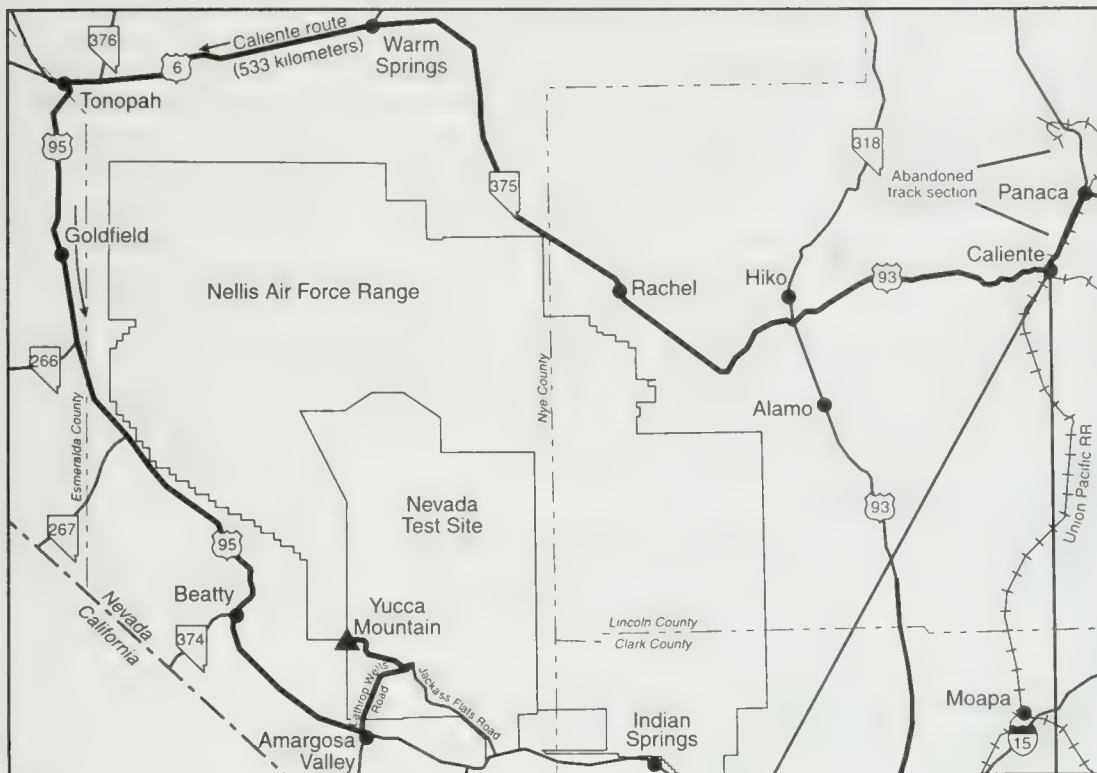 376
Caliente route
(533 kilometers)
6
Warm
Springs
Tonopah
95
318
Abandoned
track section
375
Panaca
Goldfield
Caliente
Nellis Air Force Range
Rachel
Hiko
93
266
Esmeralda County
Nye County
Alamo
Union Pacific RR
Nevada
Test Site
93
267
95
Beatty
Nevada
California
374
Yucca
Mountain
Lincoln County
Clark County
Lathrop Wells
Road
Jackass Flats Road
Moapa
Amargosa
Valley
Indian
Springs
15